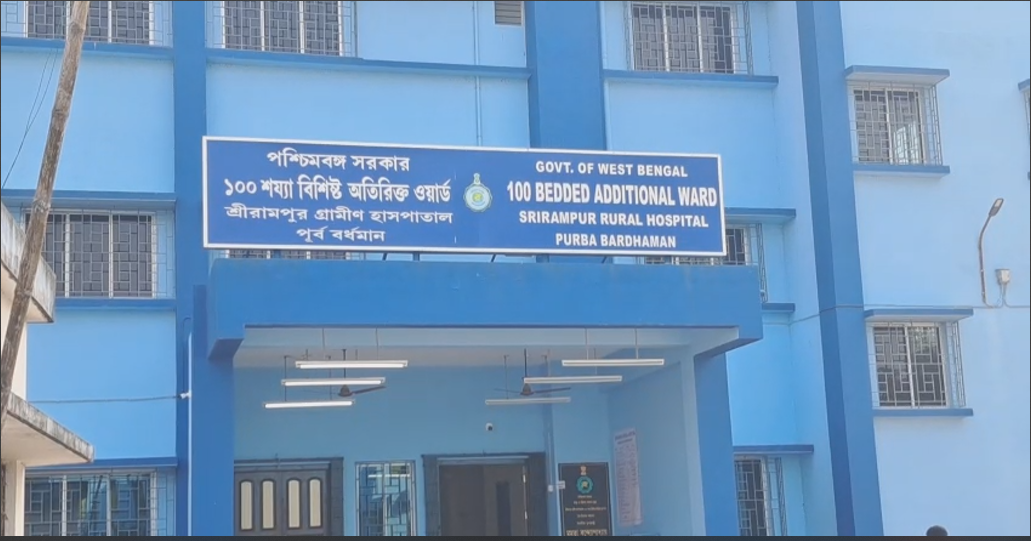 পশ্চিমবঙ্গ সরকার
১০০ শয্যা বিশিষ্ট অতিরিক্ত ওয়ার্ড
শ্রীরামপুর গ্রামীণ হাসপাতাল
পূর্ব বর্ধমান
GOVT. OF WEST BENGAL
100 BEDDED ADDITIONAL WARD
SRIRAMPUR RURAL HOSPITAL
PURBA BARDHAMAN